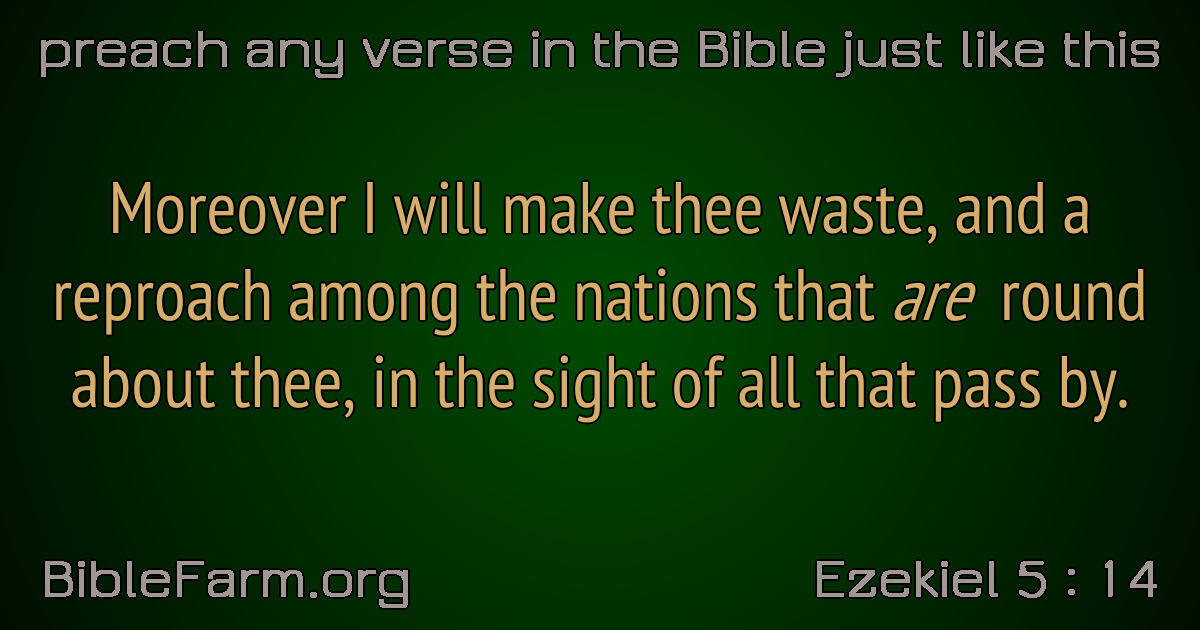 preach any verse in the Bible just like this
Moreover I will make thee waste, and a
reproach among the nations that are round
about thee, in the sight of all that pass by.
BibleFarm.org
Ezekiel 5 : 14